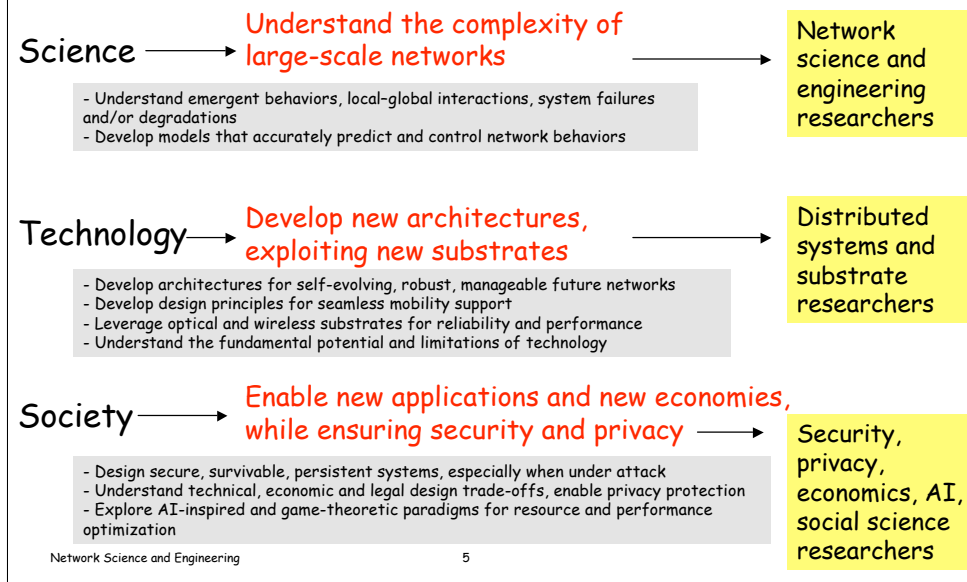 Science
Understand the complexity of
large-scale networks
Network
science and
engineering
researchers
- Understand emergent behaviors, local-global interactions, system failures
and/or degradations
- Develop models that accurately predict and control network behaviors
Technology
Develop new architectures,
exploiting new substrates
Distributed
systems and
substrate
researchers
- Develop architectures for self-evolving, robust, manageable future networks
- Develop design principles for seamless mobility support
- Leverage optical and wireless substrates for reliability and performance
- Understand the fundamental potential and limitations of technology
Society
Enable new applications and new economies,
while ensuring security and privacy
Security,
privacy,
economics, AI,
social science
researchers
- Design secure, survivable, persistent systems, especially when under attack
- Understand technical, economic and legal design trade-offs, enable privacy protection
- Explore AI-inspired and game-theoretic paradigms for resource and performance
optimization
Network Science and Engineering
5